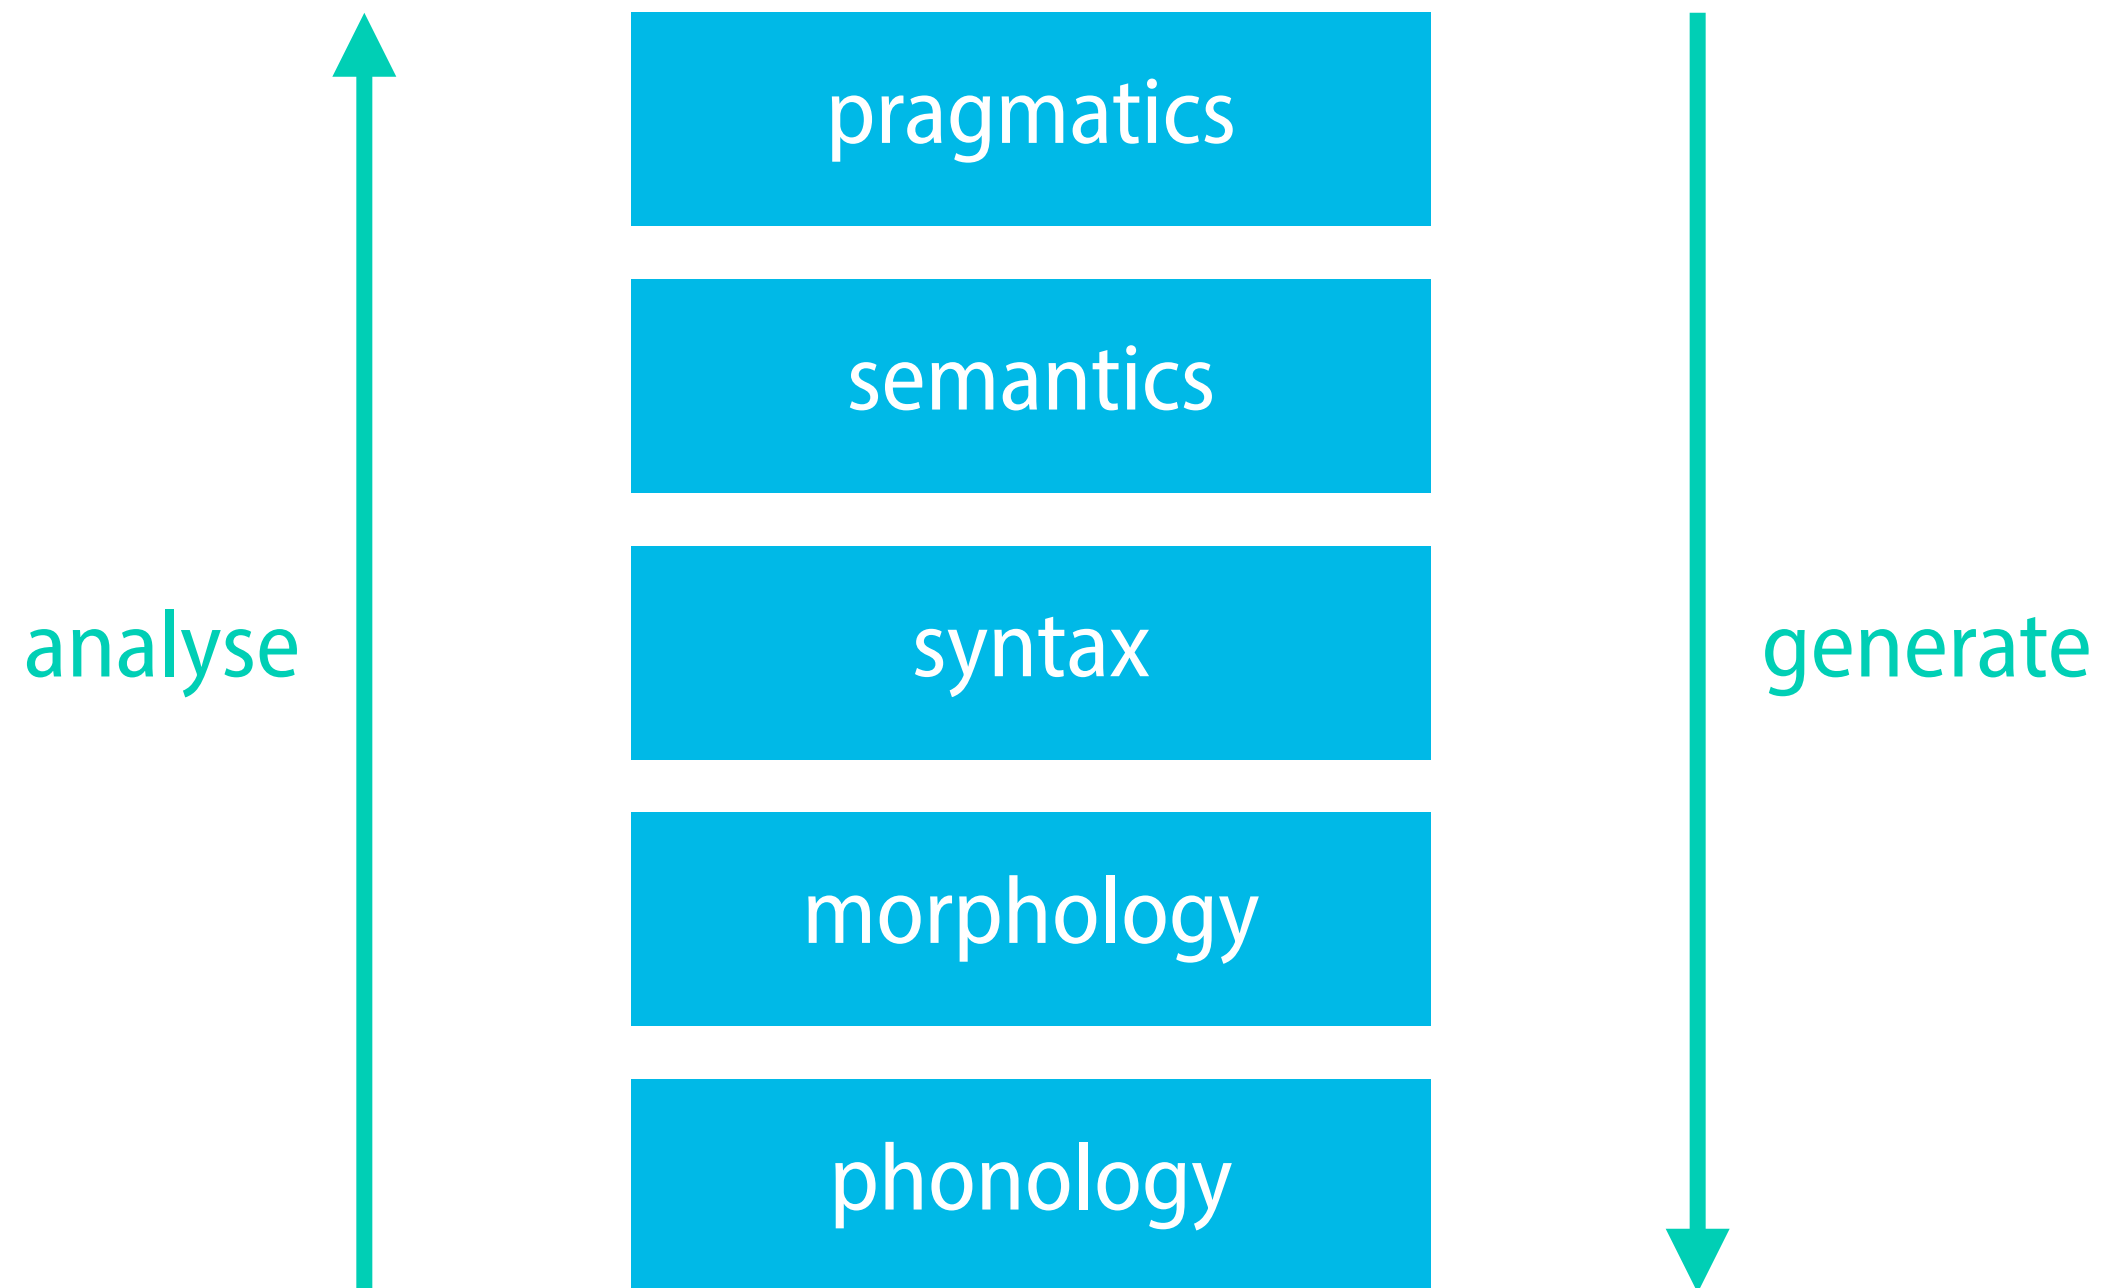 pragmatics
semantics
analyse
syntax
generate
morphology
phonology